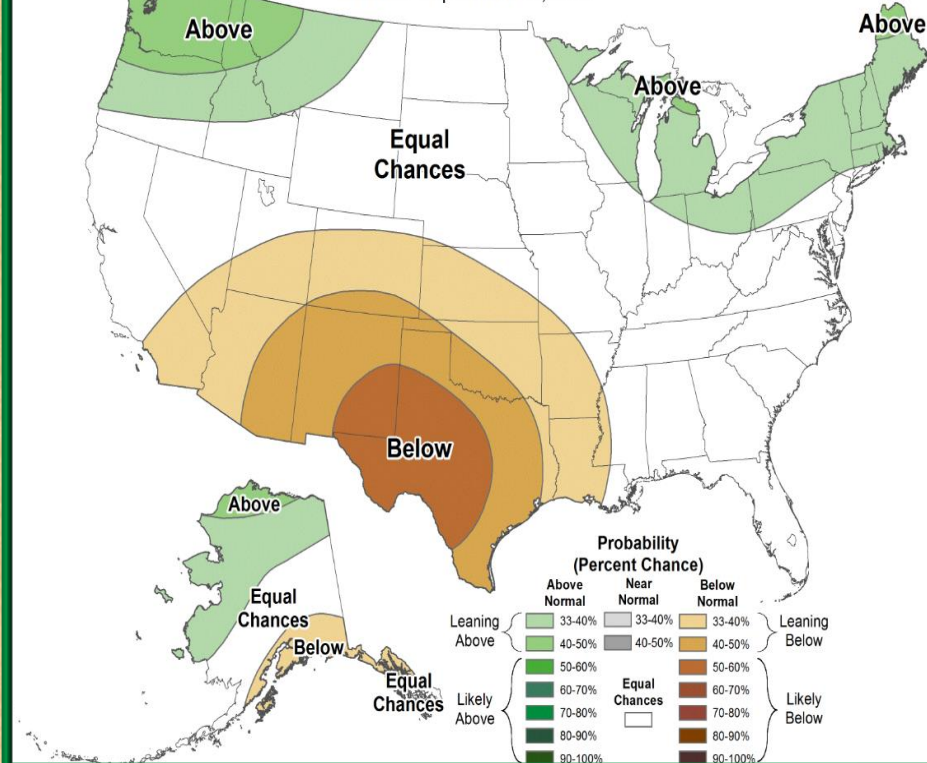 Above
Above
Above
Equal
Chances
Below
Above
Equal
Chances
Below
Equal
Chances
Probability
(Percent Chance)
Above
Normal
Near
Normal
Below
Normal
Leaning
Above
33-40%
33-40%
33-40%
Leaning
Below
40-50%
40-50%
40-50%
Likely
Above
50-60%
50-60%
Likely
Below
60-70%
Equal
Chances
60-70%
70-80%
70-80%
80-90%
80-90%
90-100%
90-100%